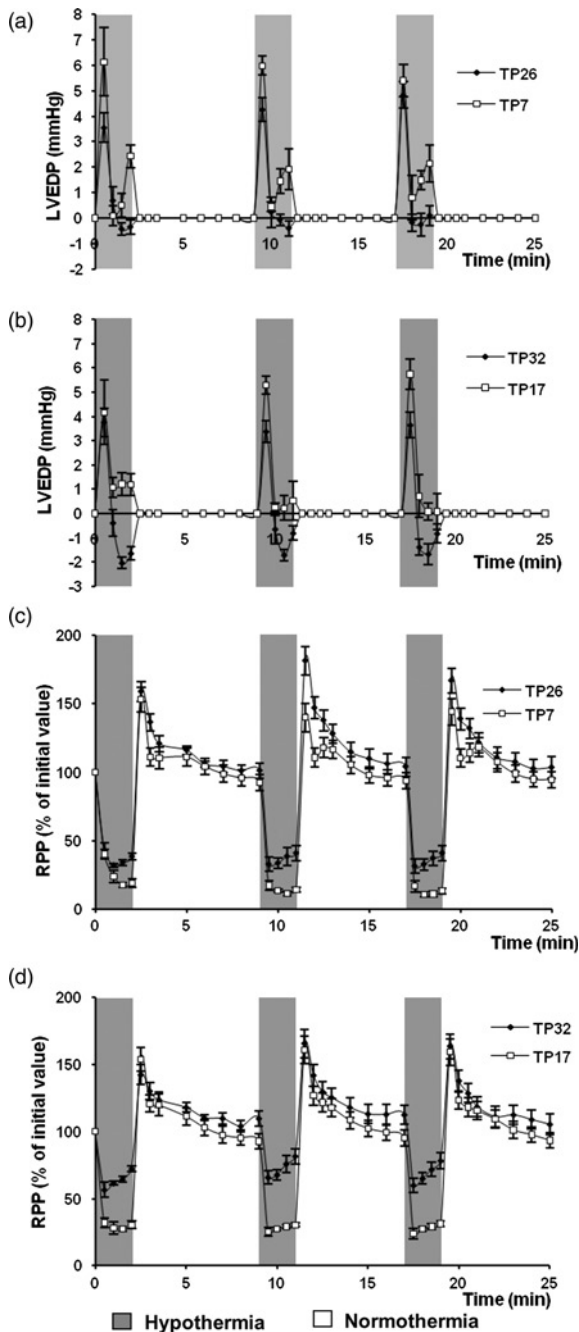 (a)
8
7
6
5
4
3
2
1
0
-1
-2
LVEDP (mmHg)
TP26
TP7
0 5 10 15 20 25
Time (min)
(b)
8
7
6
5
4
3
2
1
0
-1
-2
-3
LVEDP (mmHg)
TP32
TP17
0 5 10 15 20 25
Time (min)
(c)
200
150
100
50
0
RPP (% of initial value)
TP26
TP7
0 5 10 15 20 25
Time (min)
(d)
200
150
100
50
0
RPP (% of initial value)
TP32
TP17
0 5 10 15 20 25
Time (min)
Hypothermia Normothermia